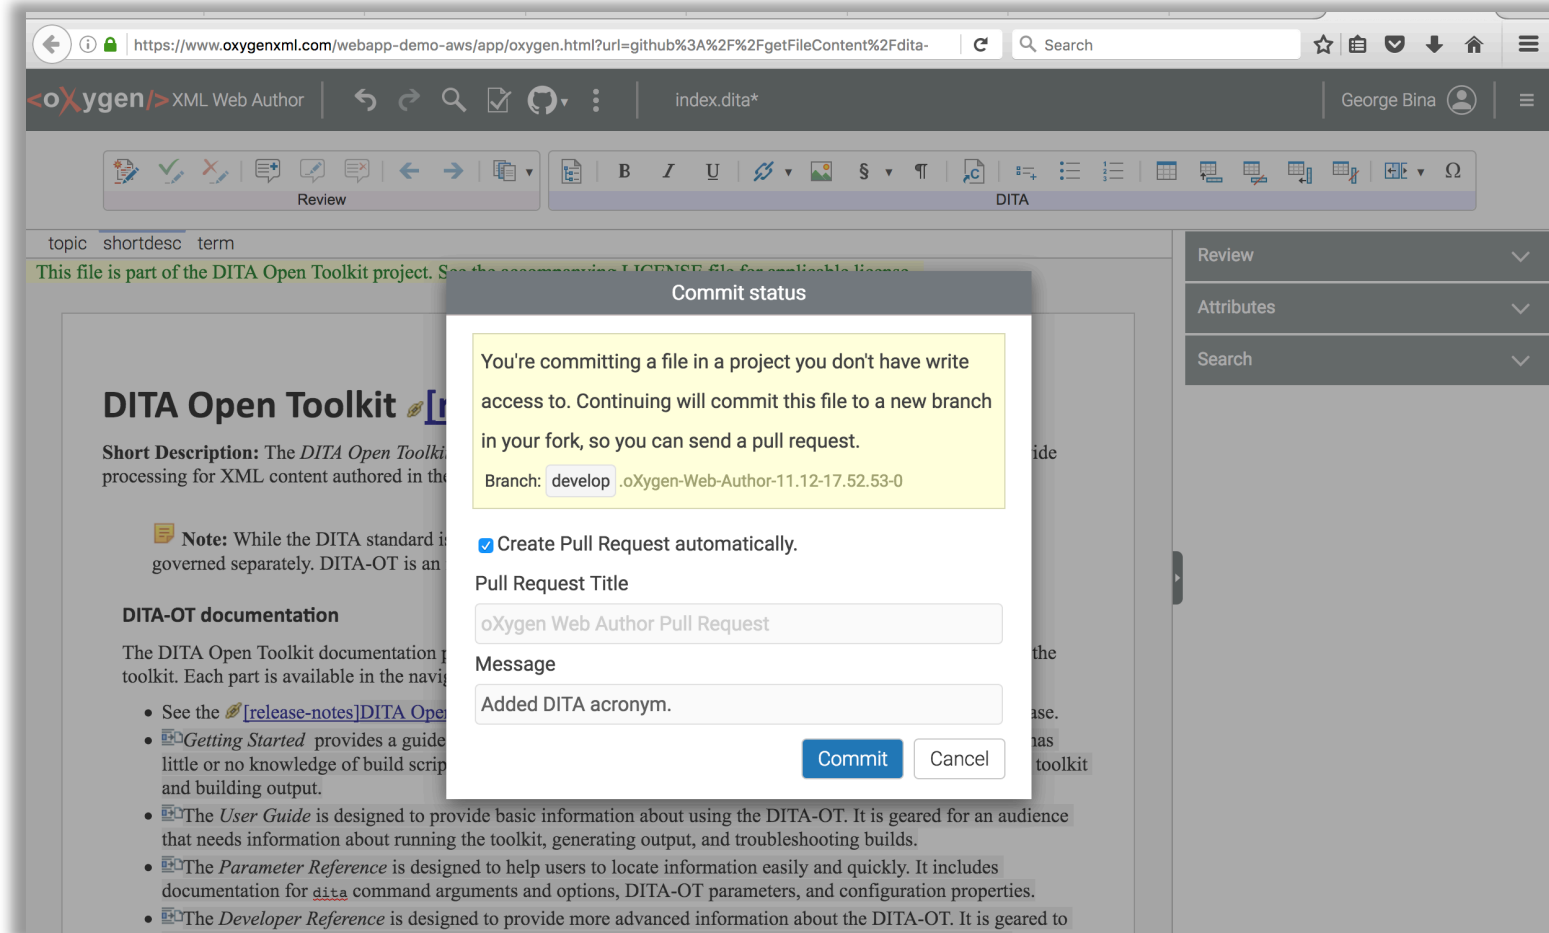 https://www.oxygenxml.com/webapp-demo-aws/app/oxygen.html?url=github%3A%2F%2FgetFileContent%2Fdita-
Search
<oXygen/> XML Web Author
index.dita*
George Bina
B I U § ¶ Ω
Review
DITA
topic shortdesc term
This file is part of the DITA Open Toolkit project. See the accompanying LICENSE file for applicable license.
Review
Attributes
Search
Commit status
You're committing a file in a project you don't have write
access to. Continuing will commit this file to a new branch
in your fork, so you can send a pull request.
Branch: develop .oXygen-Web-Author-11.12-17.52.53-0
Create Pull Request automatically.
Pull Request Title
oXygen Web Author Pull Request
Message
Added DITA acronym.
Commit
Cancel
DITA Open Toolkit [r
Short Description: The DITA Open Toolki ide
processing for XML content authored in the
Note: While the DITA standard is
governed separately. DITA-OT is an
DITA-OT documentation
The DITA Open Toolkit documentation p the
toolkit. Each part is available in the navig
• See the [release-notes]DITA Ope ase.
• Getting Started provides a guide has
little or no knowledge of build scrip toolkit
and building output.
• The User Guide is designed to provide basic information about using the DITA-OT. It is geared for an audience
that needs information about running the toolkit, generating output, and troubleshooting builds.
• The Parameter Reference is designed to help users to locate information easily and quickly. It includes
documentation for dita command arguments and options, DITA-OT parameters, and configuration properties.
• The Developer Reference is designed to provide more advanced information about the DITA-OT. It is geared to